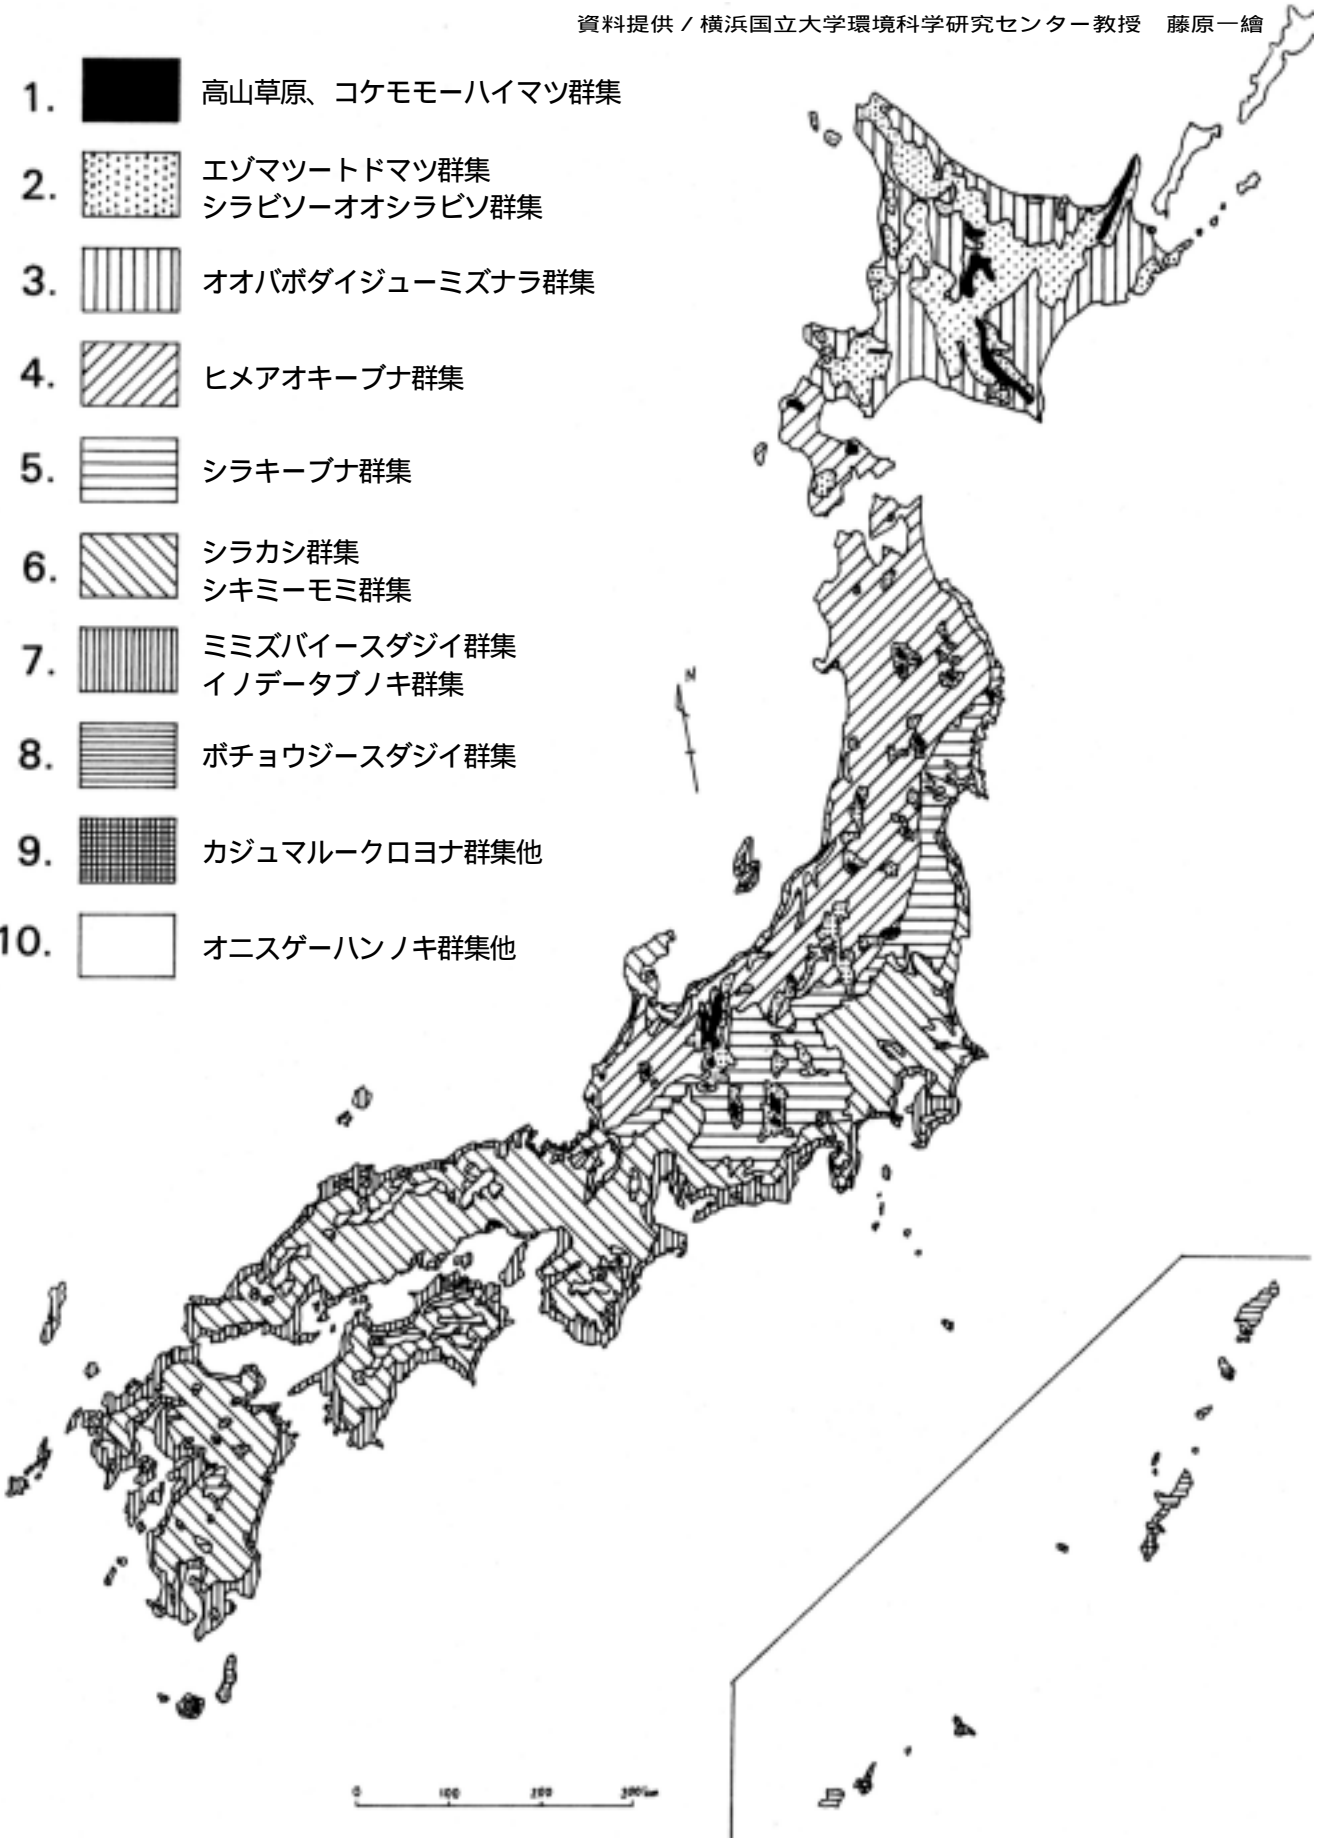 資料提供 / 横浜国立大学環境科学研究センター教授　藤原一繪
1. 高山草原、コケモモーハイマツ群集
2. エゾマツートドマツ群集
シラビソーオオシラビソ群集
3. オオバボダイジューミズナラ群集
4. ヒメアオキーブナ群集
5. シラキーブナ群集
6. シラカシ群集
シキミーモミ群集
7. ミミズバイースダジイ群集
イノデータブノキ群集
8. ボチョウジースダジイ群集
9. カジュマルークロヨナ群集他
10. オニスゲーハンノキ群集他
N
0 100 200 300km